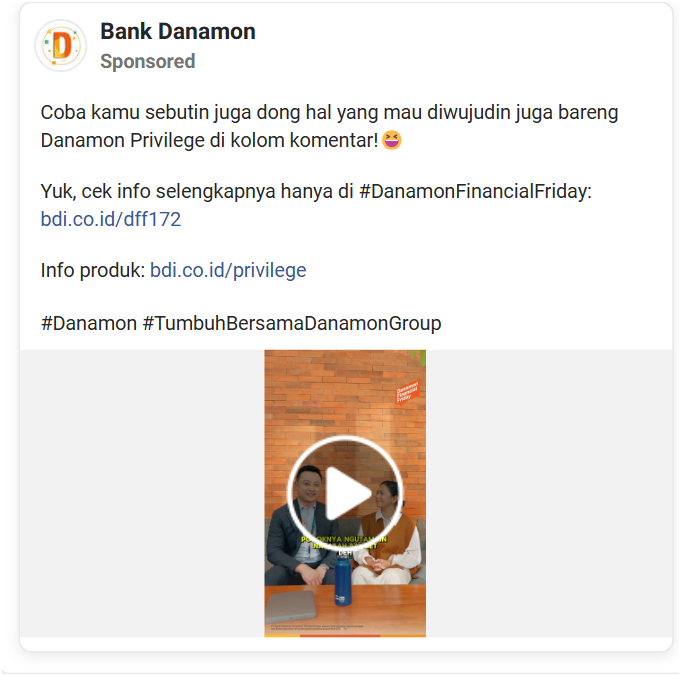 Bank Danamon
Sponsored
Coba kamu sebutin juga dong hal yang mau diwujudin juga bareng
Danamon Privilege di kolom komentar!😆
Yuk, cek info selengkapnya hanya di #DanamonFinancialFriday:
bdi.co.id/dff172
Info produk: bdi.co.id/privilege
#Danamon #TumbuhBersamaDanamonGroup
Danamon
Financial
Friday
DEH